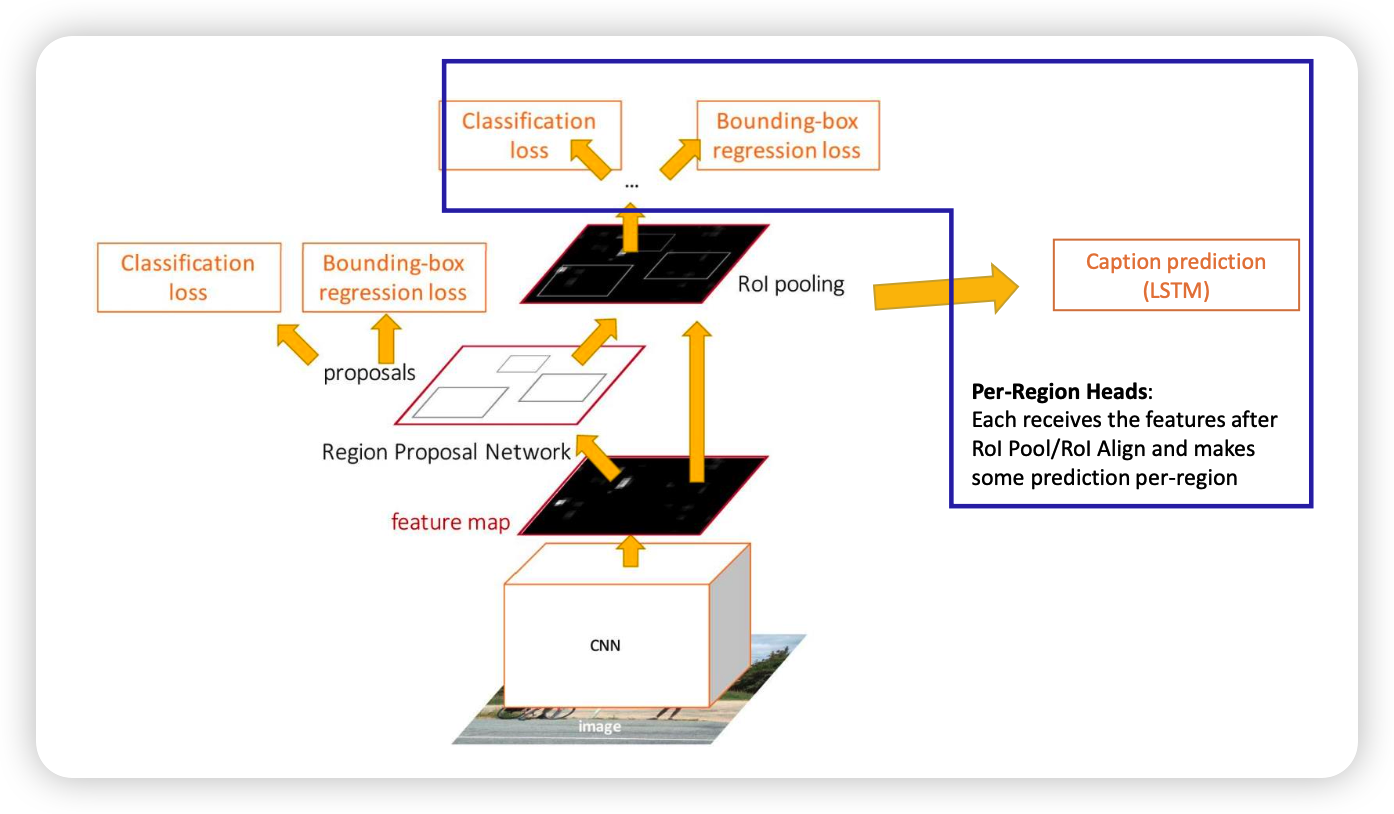 Classification
loss
Bounding-box
regression loss
...
Classification
loss
Bounding-box
regression loss
RoI pooling
Caption prediction
(LSTM)
proposals
Per-Region Heads:
Each receives the features after
RoI Pool/RoI Align and makes
some prediction per-region
Region Proposal Network
feature map
CNN
image